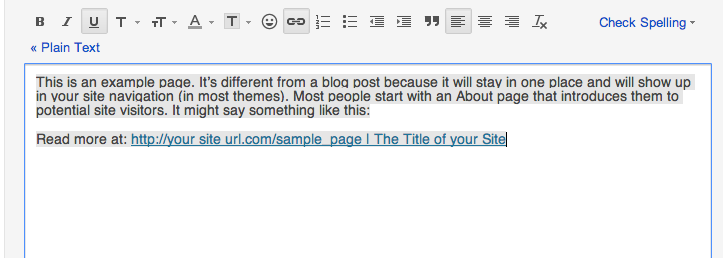 B I U T tT A T Tx Check Spelling
« Plain Text
This is an example page. It's different from a blog post because it will stay in one place and will show up
in your site navigation (in most themes). Most people start with an About page that introduces them to
potential site visitors. It might say something like this:
Read more at: http://your site url.com/sample_page | The Title of your Site